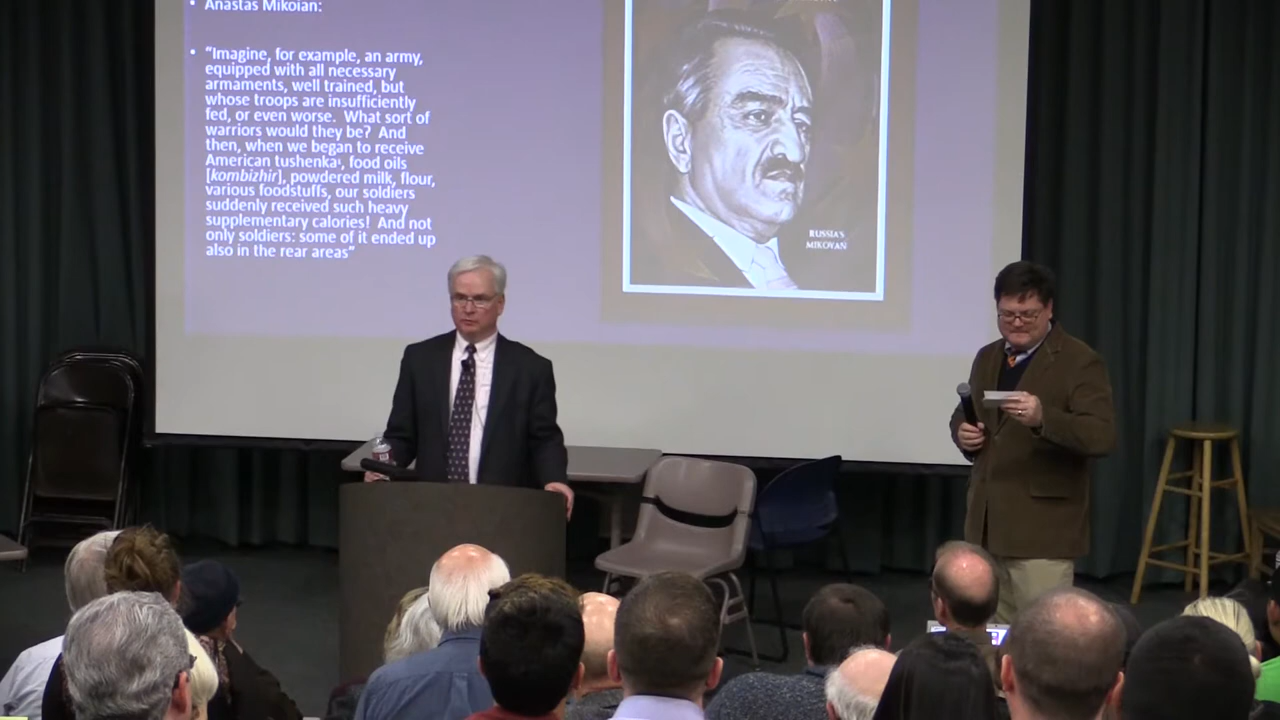 • Anastas Mikoian:
• "Imagine, for example, an army,
equipped with all necessary
armaments, well trained, but
whose troops are insufficiently
fed, or even worse. What sort of
warriors would they be? And
then, when we began to receive
American tushenka, food oils
[kombizhir], powdered milk, flour,
various foodstuffs, our soldiers
suddenly received such heavy
supplementary calories! And not
only soldiers: some of it ended up
also in the rear areas"
RUSSIA'S
MIKOYAN